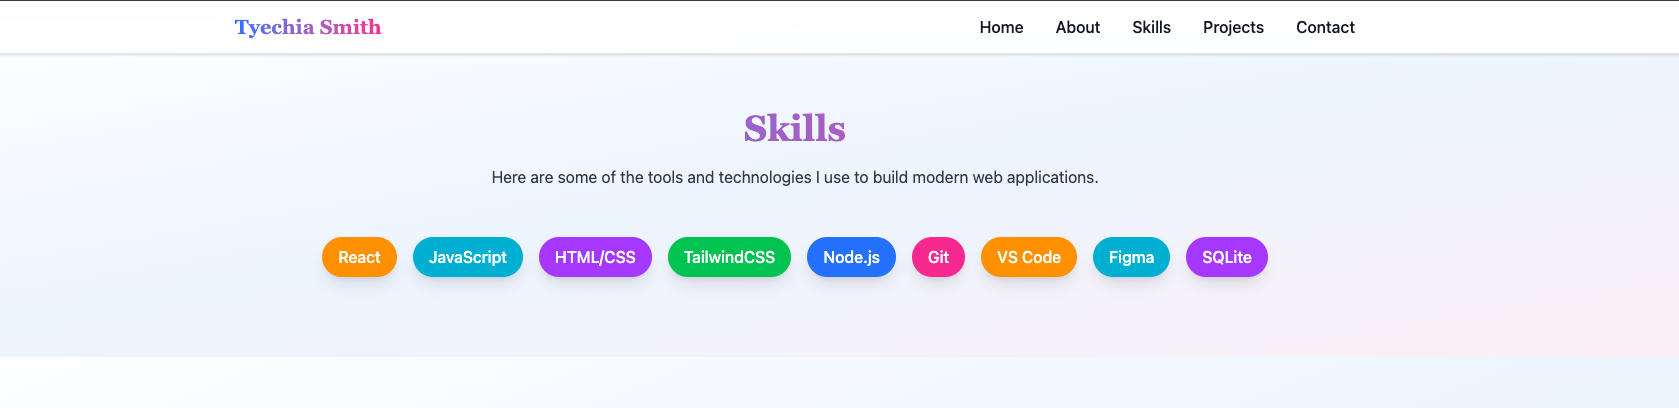 Tyechia Smith Home About Skills Projects Contact
Skills
Here are some of the tools and technologies I use to build modern web applications.
React JavaScript HTML/CSS TailwindCSS Node.js Git VS Code Figma SQLite